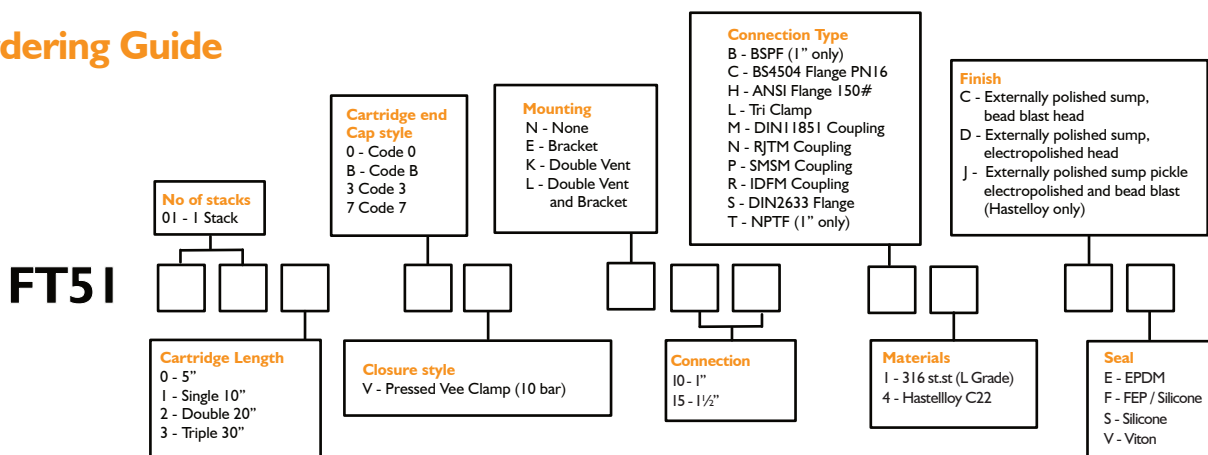 dering Guide
No of stacks
01 - 1 Stack
Cartridge end
Cap style
0 - Code 0
B - Code B
3 Code 3
7 Code 7
Mounting
N - None
E - Bracket
K - Double Vent
L - Double Vent
and Bracket
Connection Type
B - BSPF (1” only)
C - BS4504 Flange PN16
H - ANSI Flange 150#
L - Tri Clamp
M - DIN11851 Coupling
N - RJTM Coupling
P - SMSM Coupling
R - IDFM Coupling
S - DIN2633 Flange
T - NPTF (1” only)
Finish
C - Externally polished sump,
bead blast head
D - Externally polished sump,
electropolished head
J - Externally polished sump pickle
electropolished and bead blast
(Hastelloy only)
FT51
Cartridge Length
0 - 5”
1 - Single 10”
2 - Double 20”
3 - Triple 30”
Closure style
V - Pressed Vee Clamp (10 bar)
Connection
10 - 1”
15 - 1½”
Materials
1 - 316 st.st (L Grade)
4 - Hastellloy C22
Seal
E - EPDM
F - FEP / Silicone
S - Silicone
V - Viton